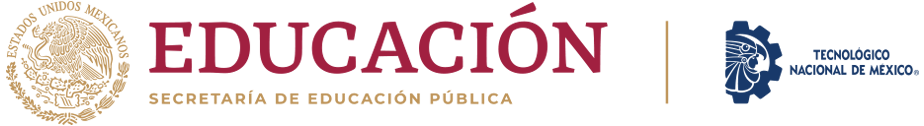 ESTADOS UNIDOS MEXICANOS
EDUCACIÓN
SECRETARÍA DE EDUCACIÓN PÚBLICA
TECNOLÓGICO
NACIONAL DE MÉXICO®